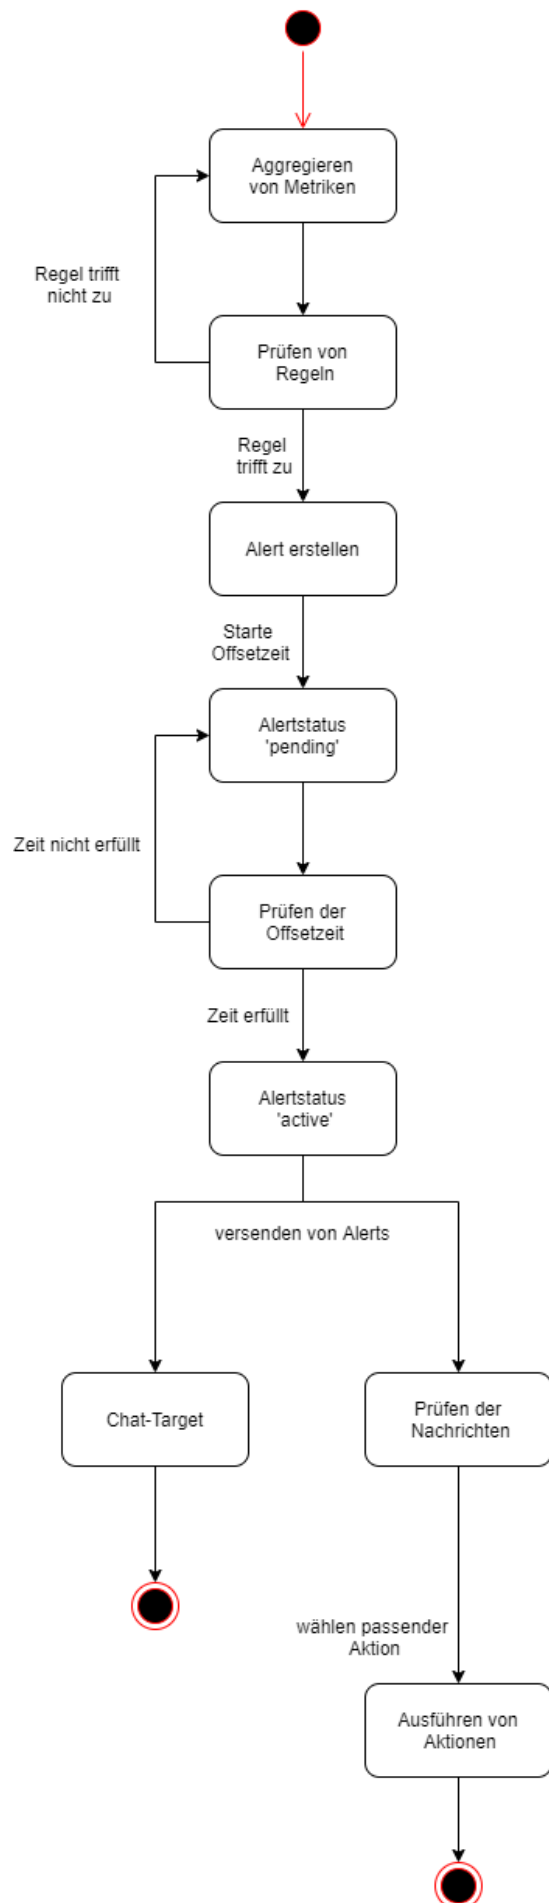 Aggregieren
von Metriken
Regel trifft
nicht zu
Prüfen von
Regeln
Regel
trifft zu
Alert erstellen
Starte
Offsetzeit
Alertstatus
'pending'
Zeit nicht erfüllt
Prüfen der
Offsetzeit
Zeit erfüllt
Alertstatus
'active'
versenden von Alerts
Chat-Target
Prüfen der
Nachrichten
wählen passender
Aktion
Ausführen von
Aktionen